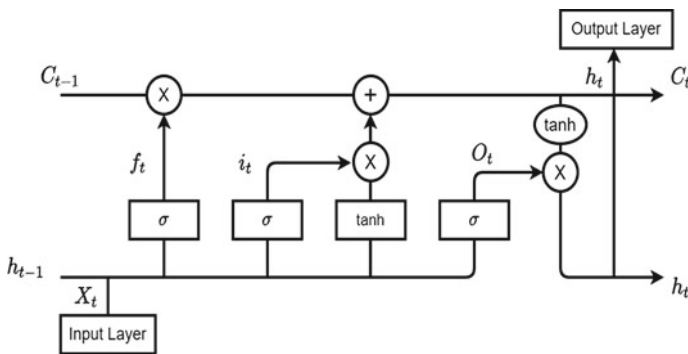 Output Layer
C_{t-1} X + h_t C_t
tanh
f_t i_t X O_t X
σ σ tanh σ
h_{t-1} h_t
X_t
Input Layer